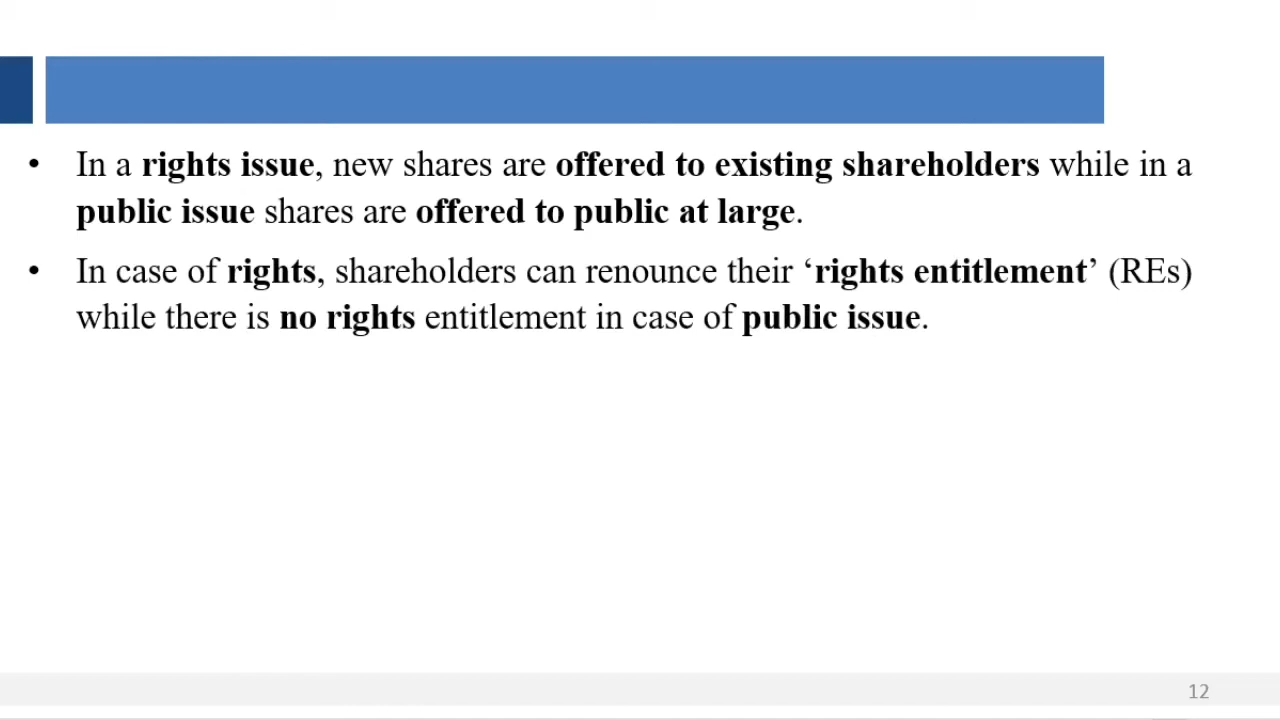 • In a rights issue, new shares are offered to existing shareholders while in a
public issue shares are offered to public at large.
• In case of rights, shareholders can renounce their ‘rights entitlement’ (REs)
while there is no rights entitlement in case of public issue.
12